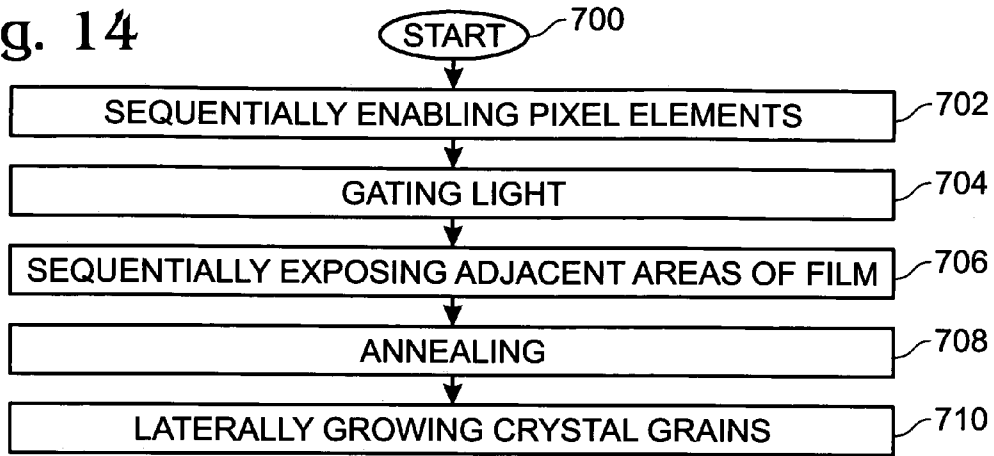 g. 14
START 700
SEQUENTIALLY ENABLING PIXEL ELEMENTS 702
GATING LIGHT 704
SEQUENTIALLY EXPOSING ADJACENT AREAS OF FILM 706
ANNEALING 708
LATERALLY GROWING CRYSTAL GRAINS 710